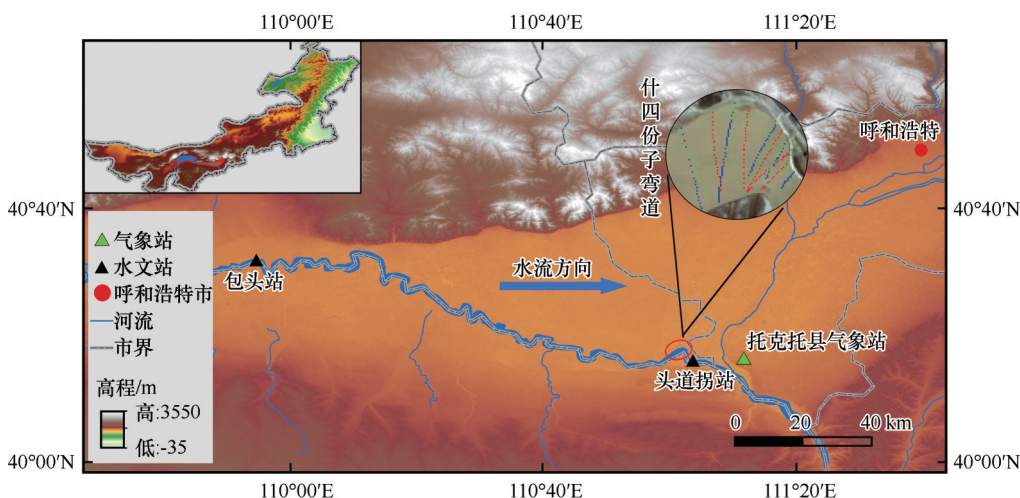 110°00′E
110°40′E
111°20′E
什四份子弯道
呼和浩特
40°40′N
40°40′N
气象站
水文站
呼和浩特市
河流
市界
高程/m
高:3550
低:-35
包头站
水流方向
托克托县气象站
头道拐站
0
20
40 km
40°00′N
40°00′N
110°00′E
110°40′E
111°20′E